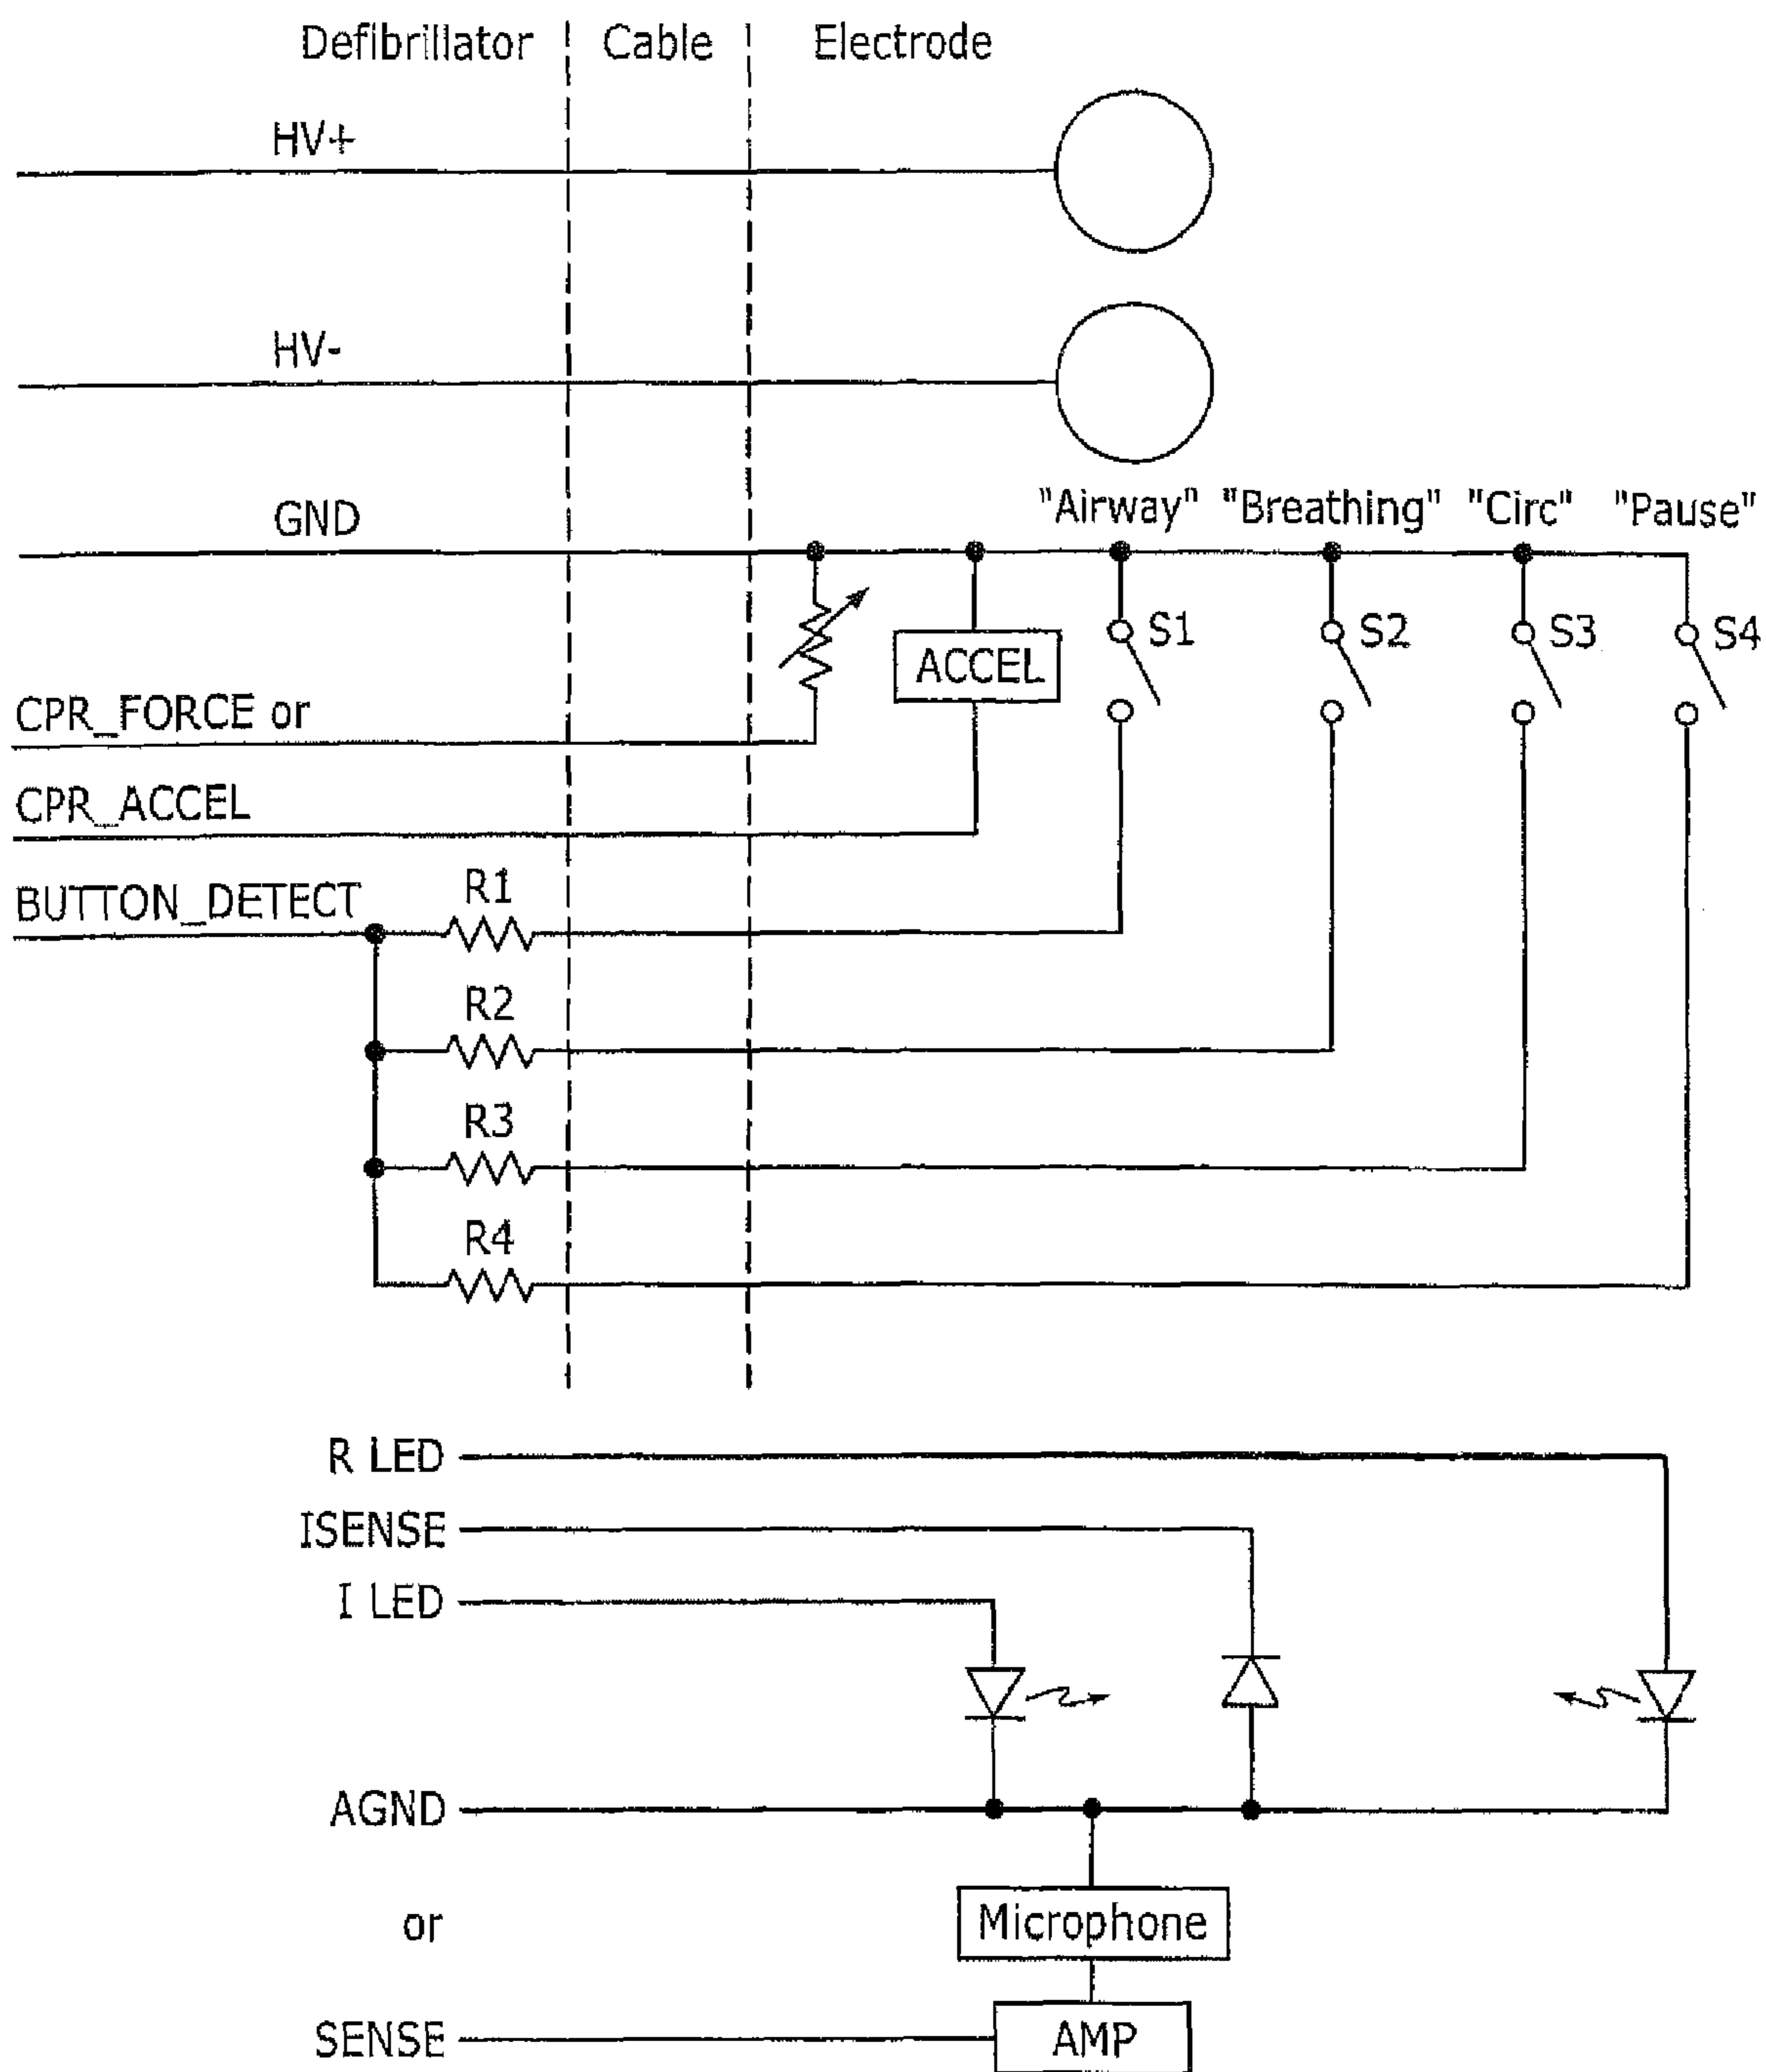 Defibrillator Cable Electrode
HV+
HV-
GND
"Airway" "Breathing" "Circ" "Pause"
S1 S2 S3 S4
ACCEL
CPR_FORCE or
CPR_ACCEL
BUTTON_DETECT
R1
R2
R3
R4
R LED
ISENSE
I LED
AGND
or
Microphone
SENSE
AMP